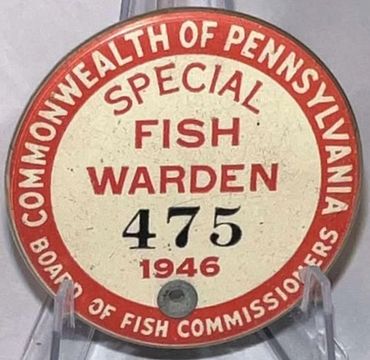 COMMONWEALTH OF PENNSYLVANIA
SPECIAL
FISH
WARDEN
475
1946
BOARD OF FISH COMMISSIONERS